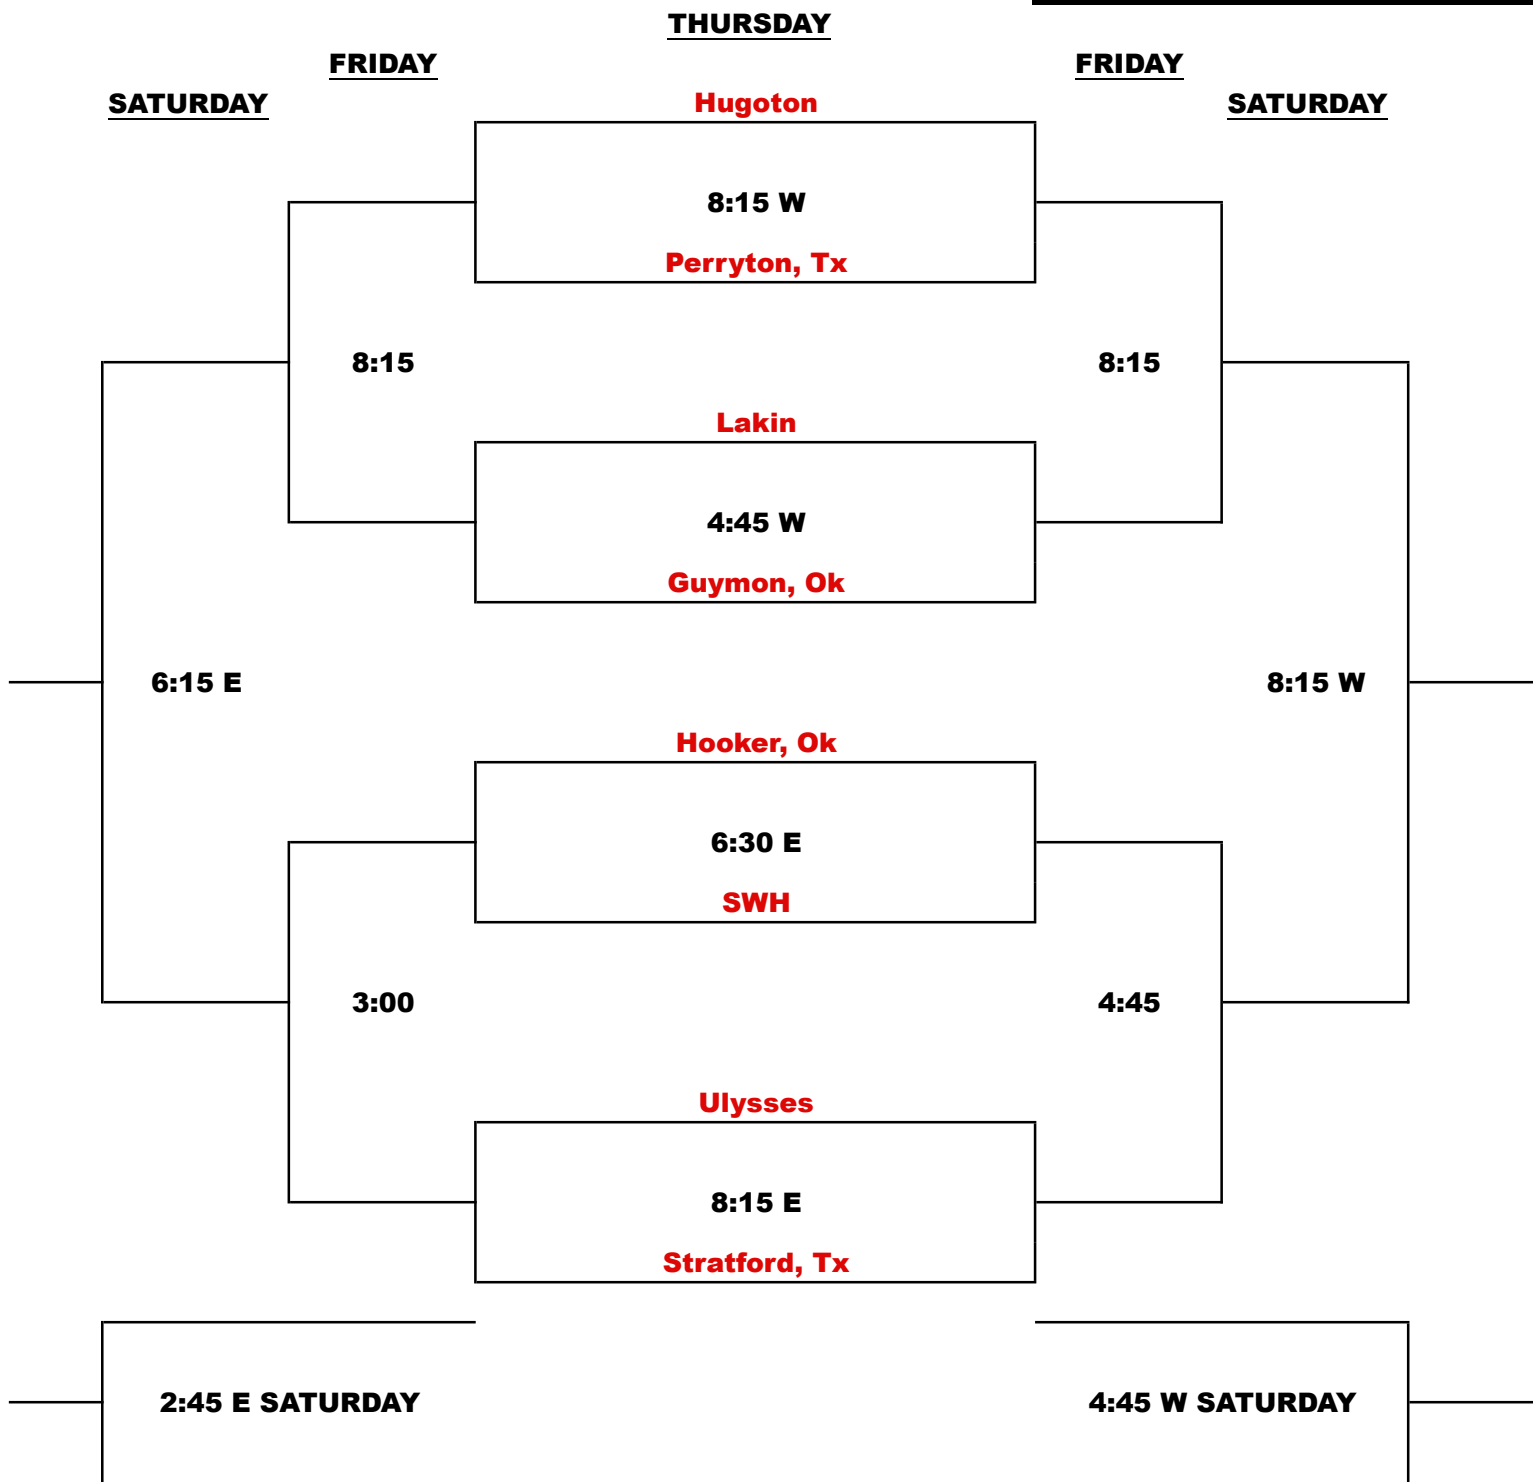 THURSDAY
FRIDAY FRIDAY
SATURDAY Hugoton SATURDAY
8:15 W
Perryton, Tx
8:15 8:15
Lakin
4:45 W
Guymon, Ok
6:15 E 8:15 W
Hooker, Ok
6:30 E
SWH
3:00 4:45
Ulysses
8:15 E
Stratford, Tx
2:45 E SATURDAY 4:45 W SATURDAY